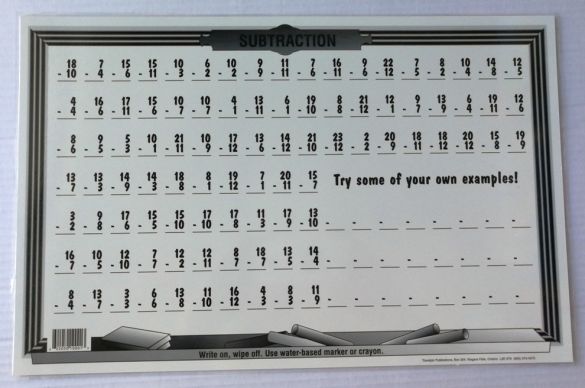 SUBTRACTION
18 7 15 15 10 6 10 9 11 7 16 9 22 7 8 10 14 12
- 10 - 4 - 6 - 11 - 3 - 2 - 2 - 9 - 11 - 6 - 11 - 6 - 12 - 5 - 2 - 4 - 8 - 5
4 16 17 15 10 10 4 13 6 19 8 21 12 9 13 6 19 12
- 4 - 6 - 11 - 6 - 7 - 7 - 1 - 11 - 1 - 10 - 8 - 12 - 1 - 7 - 9 - 4 - 11 - 6
8 9 5 10 21 10 17 13 14 21 23 2 20 18 18 20 15 19
- 6 - 5 - 3 - 1 - 11 - 9 - 12 - 6 - 12 - 10 - 12 - 2 - 9 - 11 - 12 - 12 - 8 - 9
13 13 14 14 18 8 19 7 20 15
- 7 - 3 - 9 - 3 - 8 - 1 - 12 - 1 - 11 - 7
Try some of your own examples!
3 9 17 15 15 17 17 11 17 13
- 2 - 8 - 6 - 5 - 10 - 10 - 8 - 3 - 9 - 10 - - - - - - - -
16 10 12 7 12 12 8 18 13 14
- 7 - 5 - 10 - 7 - 2 - 11 - 7 - 7 - 5 - 4 - - - - - - - -
8 13 3 6 13 11 16 4 8 11
- 4 - 7 - 3 - 6 - 8 - 10 - 12 - 3 - 3 - 9 - - - - - - - -
Write on, wipe off. Use water-based marker or crayon.